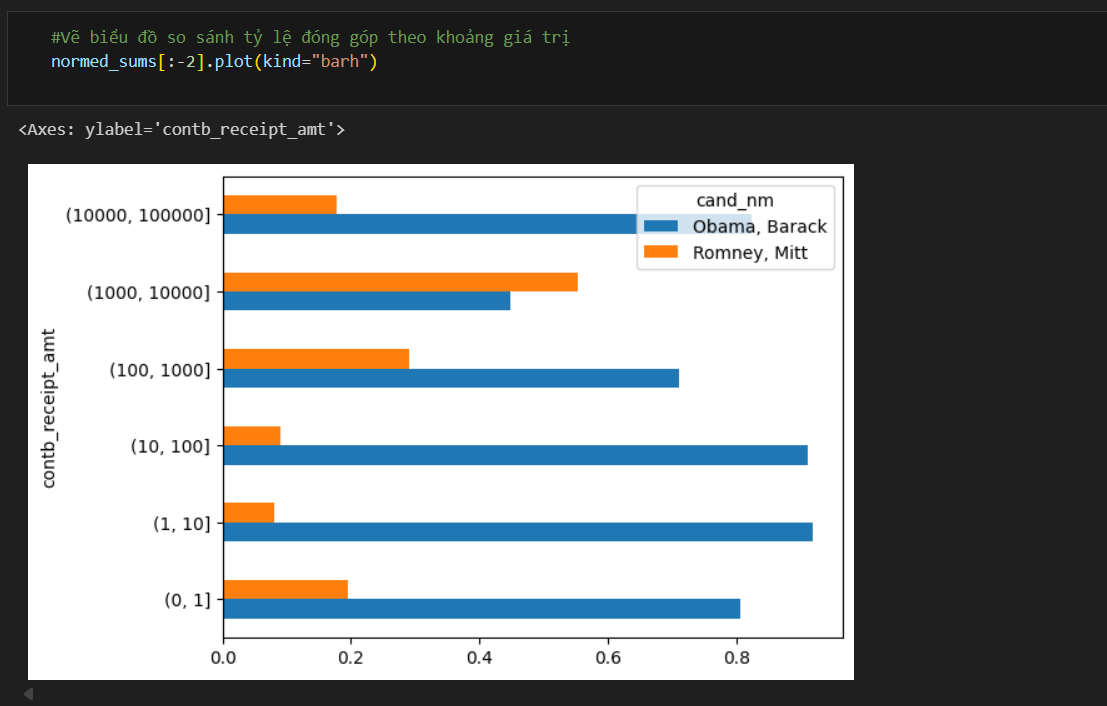 #Vẽ biểu đồ so sánh tỷ lệ đóng góp theo khoảng giá trị
normed_sums[:-2].plot(kind="barh")
<Axes: ylabel='contb_receipt_amt'>
cand_nm
Obama, Barack
Romney, Mitt
contb_receipt_amt
(10000, 100000]
(1000, 10000]
(100, 1000]
(10, 100]
(1, 10]
(0, 1]
0.0 0.2 0.4 0.6 0.8